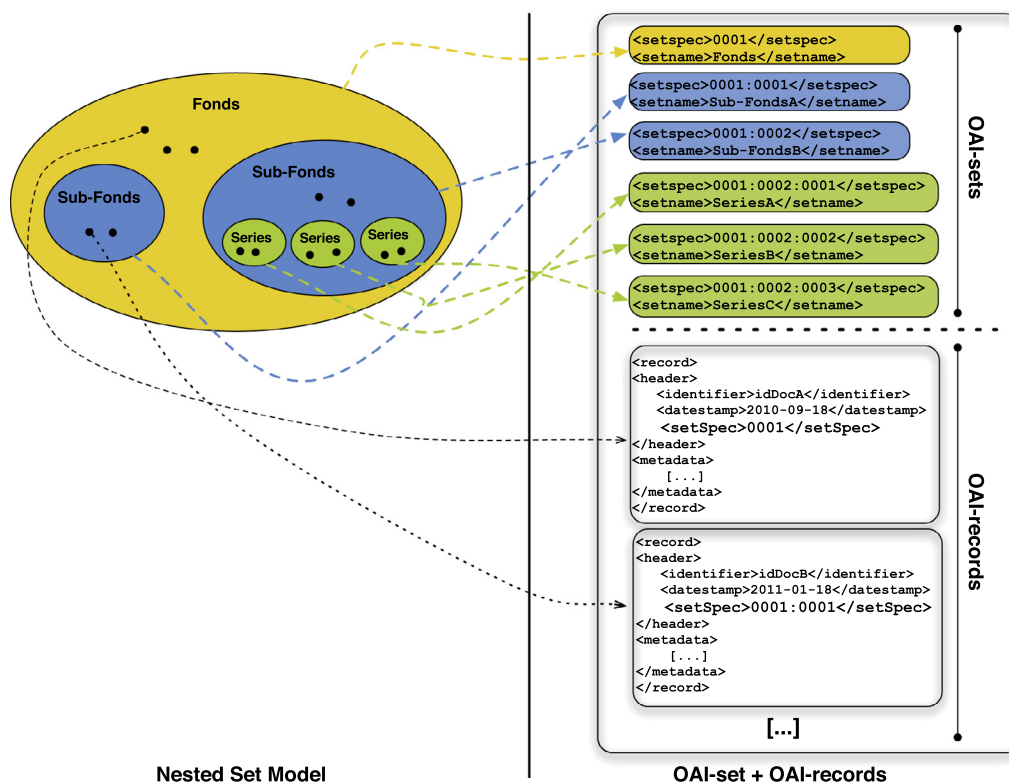 Fonds
Sub-Fonds
Sub-Fonds
Series
Series
Series
Nested Set Model
<setspec>0001</setspec>
<setname>Fonds</setname>
<setspec>0001:0001</setspec>
<setname>Sub-FondsA</setname>
<setspec>0001:0002</setspec>
<setname>Sub-FondsB</setname>
<setspec>0001:0002:0001</setspec>
<setname>SeriesA</setname>
<setspec>0001:0002:0002</setspec>
<setname>SeriesB</setname>
<setspec>0001:0002:0003</setspec>
<setname>SeriesC</setname>
OAI-sets
<record>
<header>
<identifier>idDocA</identifier>
<datestamp>2010-09-18</datestamp>
<setSpec>0001</setSpec>
</header>
<metadata>
[...]
</metadata>
</record>
<record>
<header>
<identifier>idDocB</identifier>
<datestamp>2011-01-18</datestamp>
<setSpec>0001:0001</setSpec>
</header>
<metadata>
[...]
</metadata>
</record>
[...]
OAI-records
OAI-set + OAI-records